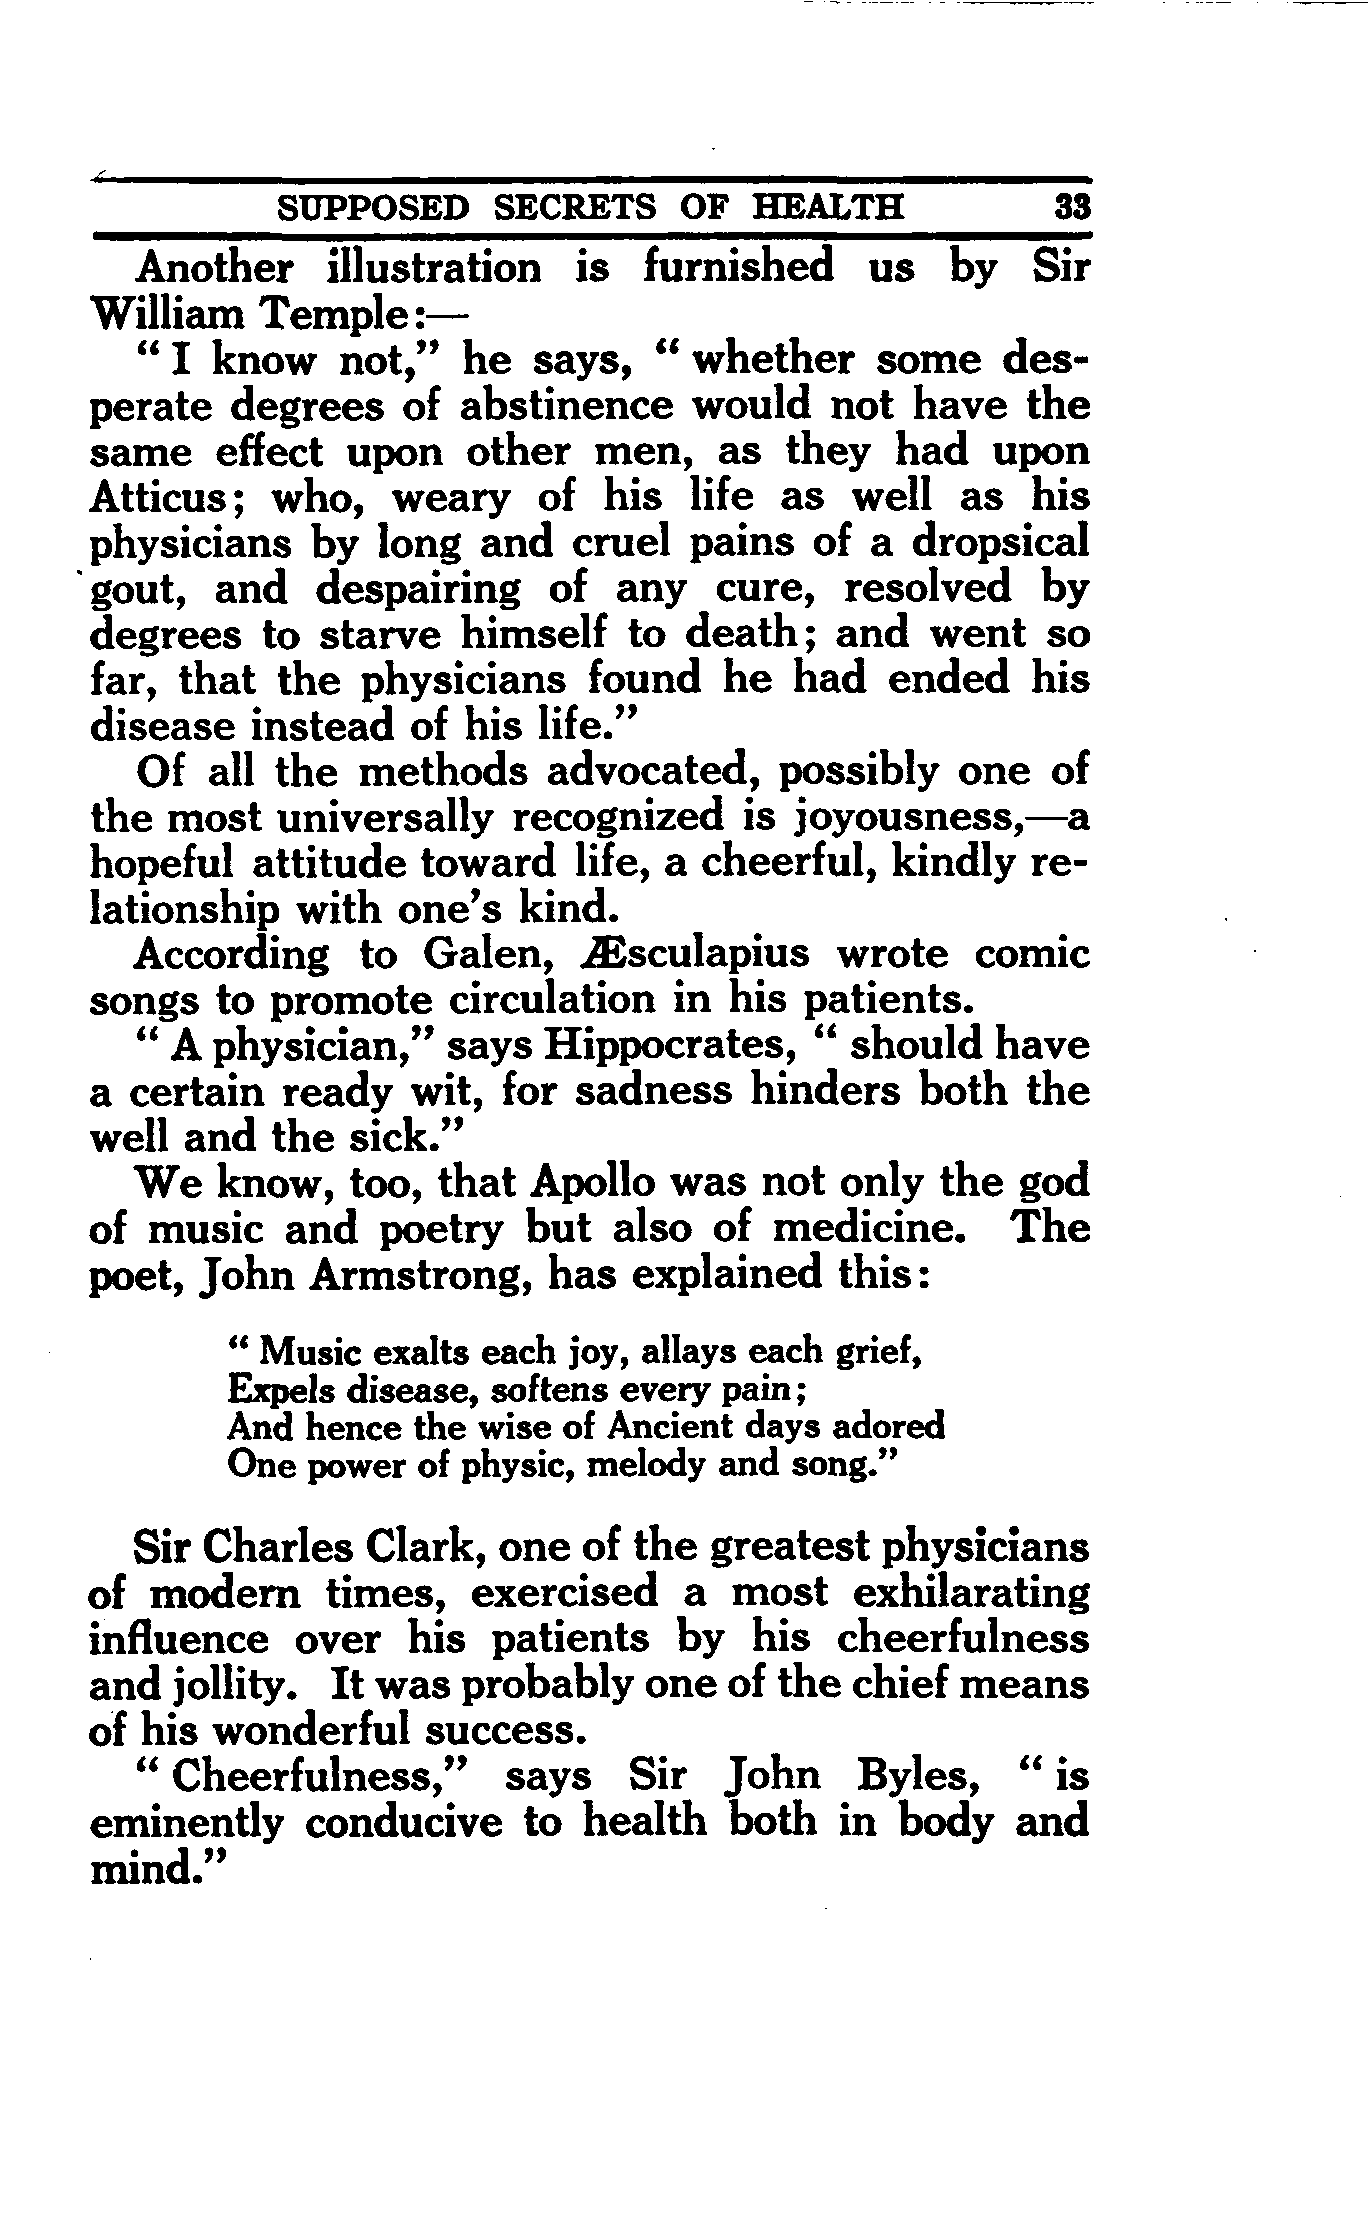 SUPPOSED SECRETS OF HEALTH 33
Another illustration is furnished us by Sir
William Temple:—
" I know not," he says, " whether some des-
perate degrees of abstinence would not have the
same effect upon other men, as they had upon
Atticus; who, weary of his life as well as his
physicians by long and cruel pains of a dropsical
gout, and despairing of any cure, resolved by
degrees to starve himself to death; and went so
far, that the physicians found he had ended his
disease instead of his life."
Of all the methods advocated, possibly one of
the most universally recognized is joyousness,—a
hopeful attitude toward life, a cheerful, kindly re-
lationship with one's kind.
According to Galen, Æsculapius wrote comic
songs to promote circulation in his patients.
" A physician," says Hippocrates, " should have
a certain ready wit, for sadness hinders both the
well and the sick."
We know, too, that Apollo was not only the god
of music and poetry but also of medicine. The
poet, John Armstrong, has explained this:
" Music exalts each joy, allays each grief,
Expels disease, softens every pain;
And hence the wise of Ancient days adored
One power of physic, melody and song."
Sir Charles Clark, one of the greatest physicians
of modern times, exercised a most exhilarating
influence over his patients by his cheerfulness
and jollity. It was probably one of the chief means
of his wonderful success.
" Cheerfulness," says Sir John Byles, " is
eminently conducive to health both in body and
mind."